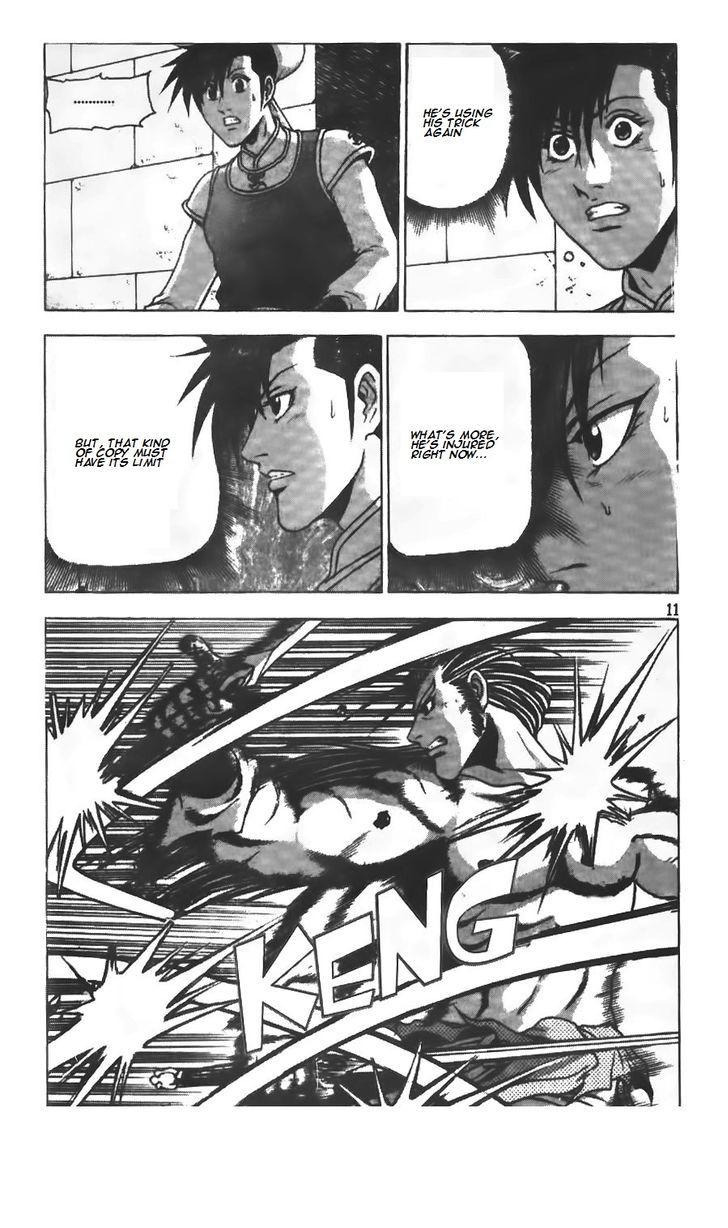 ............
HE'S USING
HIS TRICK
AGAIN
BUT, THAT KIND
OF COPY MUST
HAVE ITS LIMIT
WHAT'S MORE,
HE'S INJURED
RIGHT NOW...
11
KENG